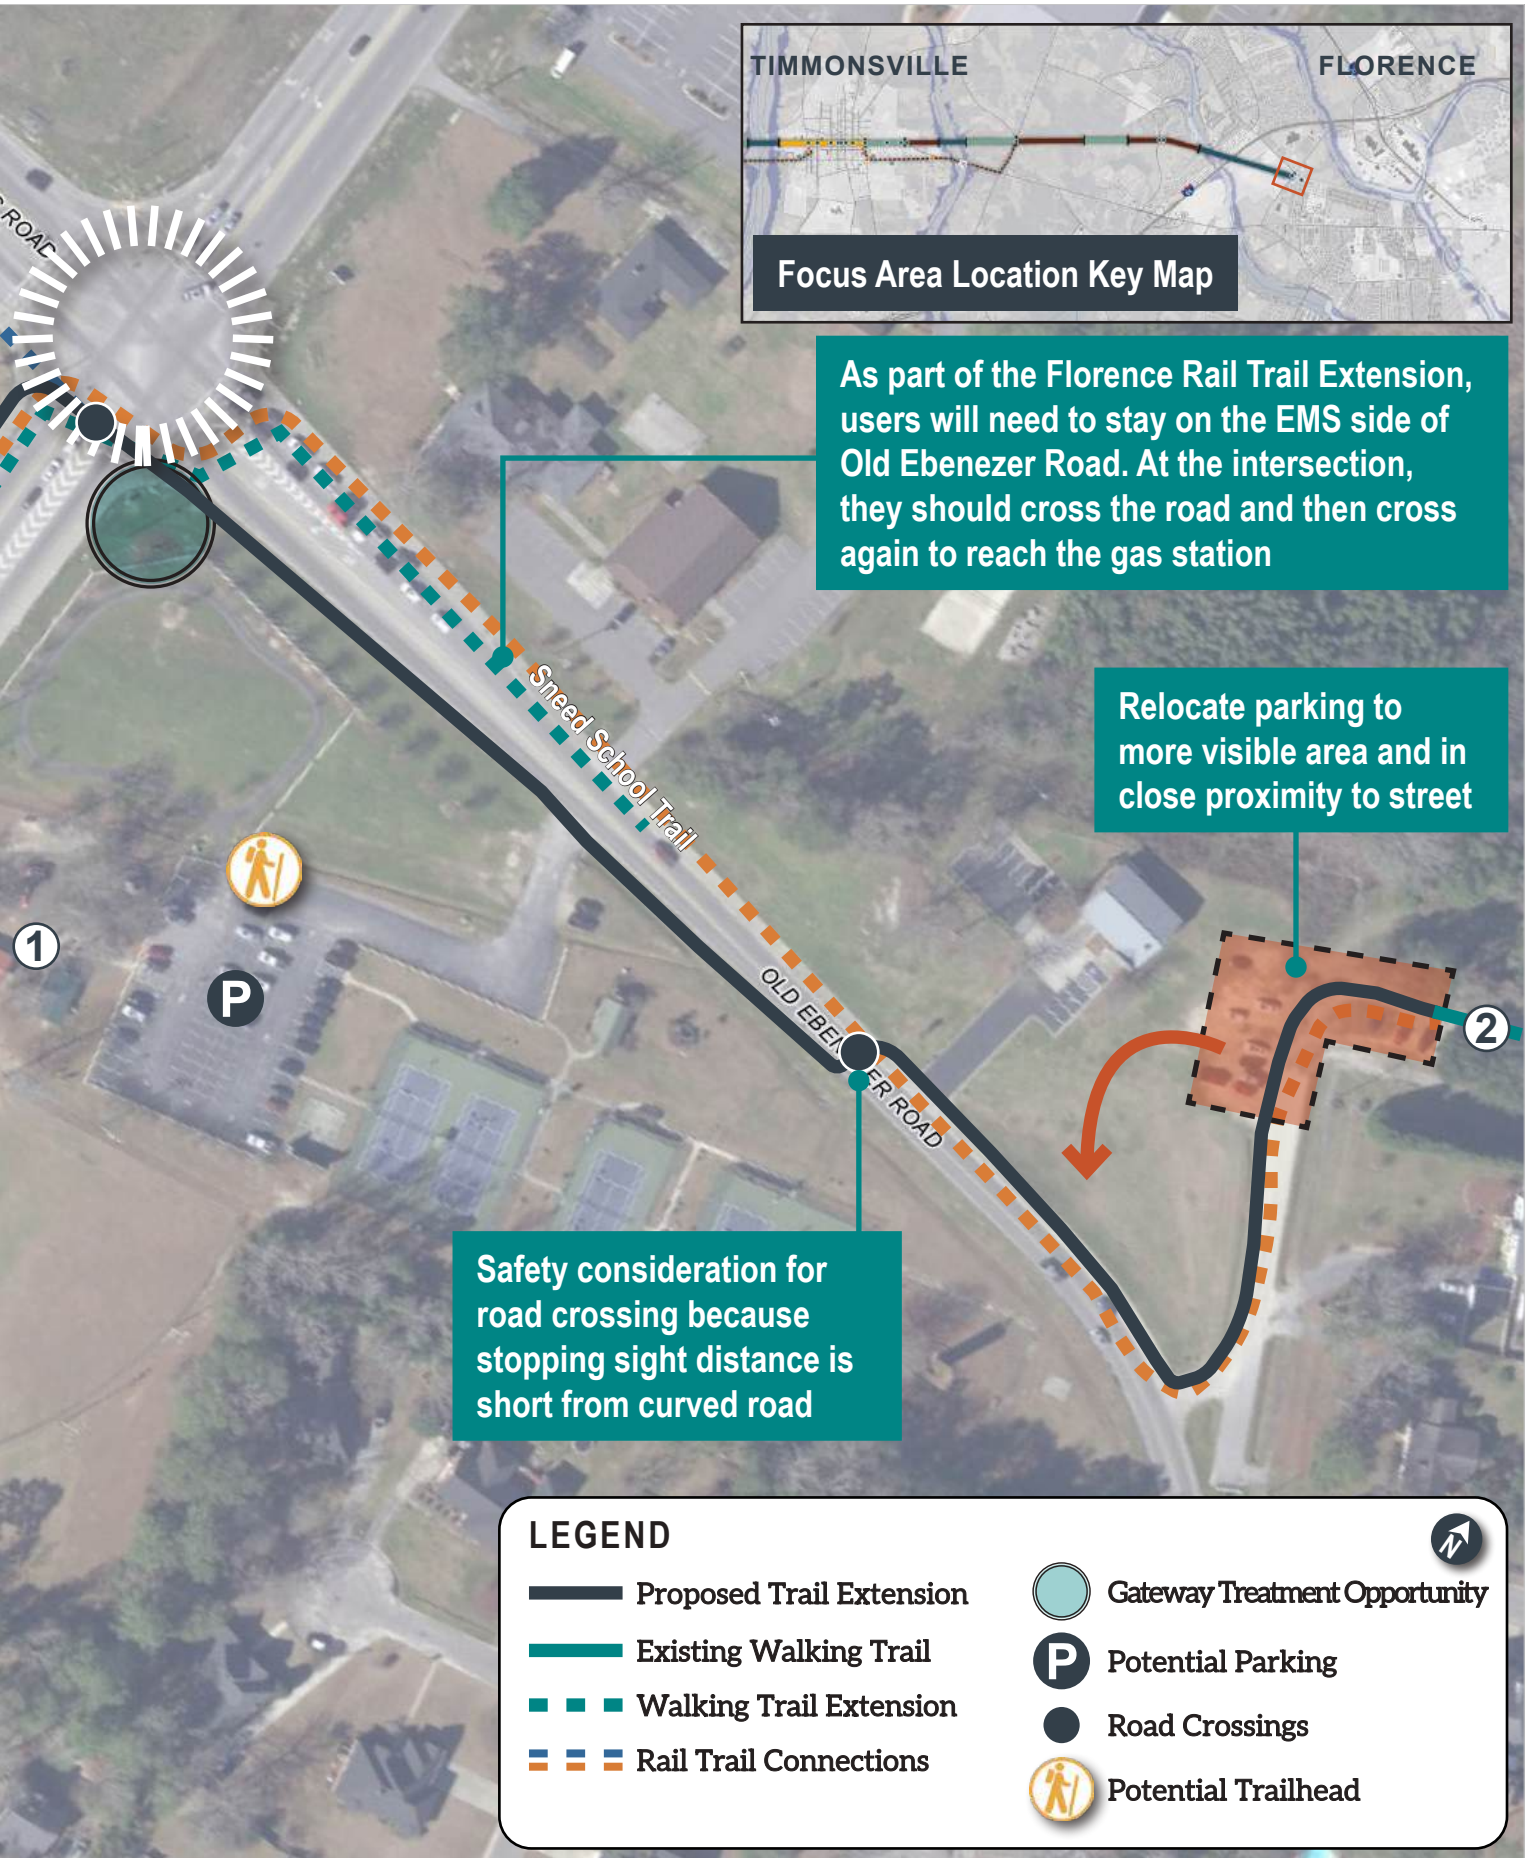 TIMMONSVILLE
FLORENCE
Focus Area Location Key Map
ROAD
As part of the Florence Rail Trail Extension,
users will need to stay on the EMS side of
Old Ebenezer Road. At the intersection,
they should cross the road and then cross
again to reach the gas station
Sneed School Trail
Relocate parking to
more visible area and in
close proximity to street
1
P
OLD EBEN
ER ROAD
2
Safety consideration for
road crossing because
stopping sight distance is
short from curved road
LEGEND
N
Proposed Trail Extension
Existing Walking Trail
Walking Trail Extension
Rail Trail Connections
Gateway Treatment Opportunity
P
Potential Parking
Road Crossings
Potential Trailhead